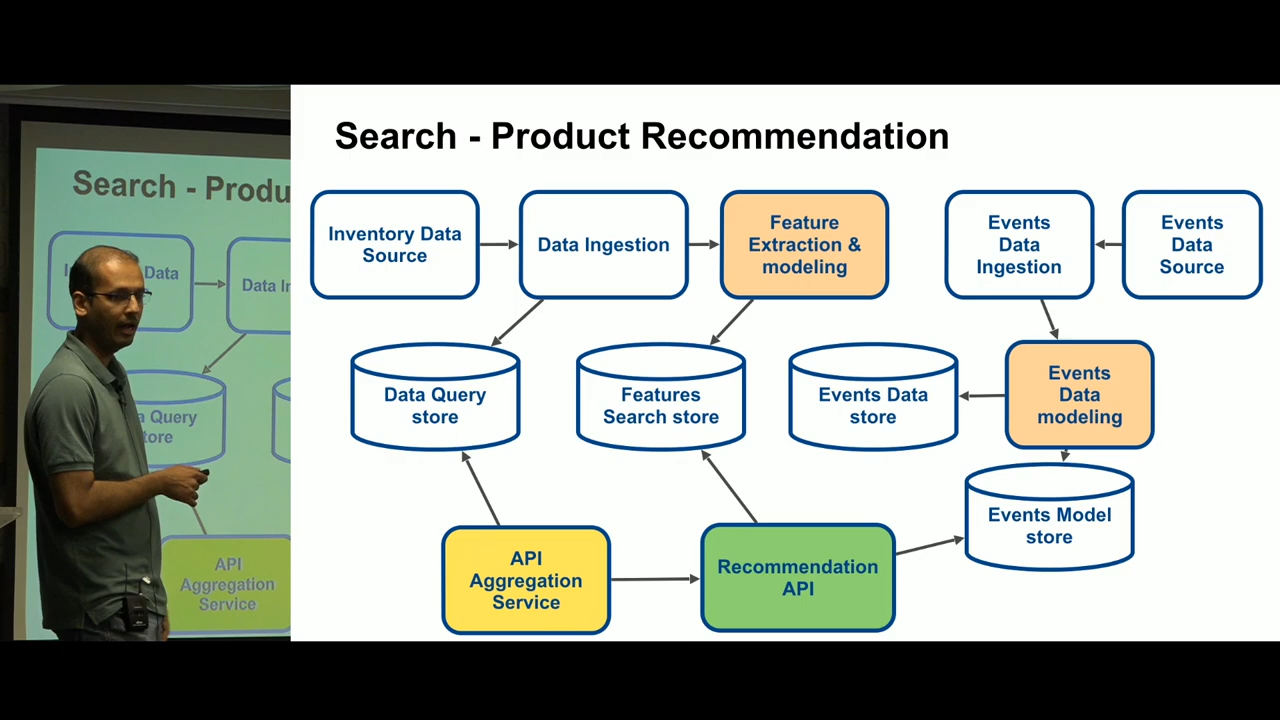 Search - Product Recommendation
Inventory Data
Source
Data Ingestion
Feature
Extraction &
modeling
Events
Data
Ingestion
Events
Data
Source
Data Query
store
Features
Search store
Events Data
store
Events
Data
modeling
Events Model
store
API
Aggregation
Service
Recommendation
API
Search - Produ
Data
Data In
a Query
tore
API
Aggregation
Service